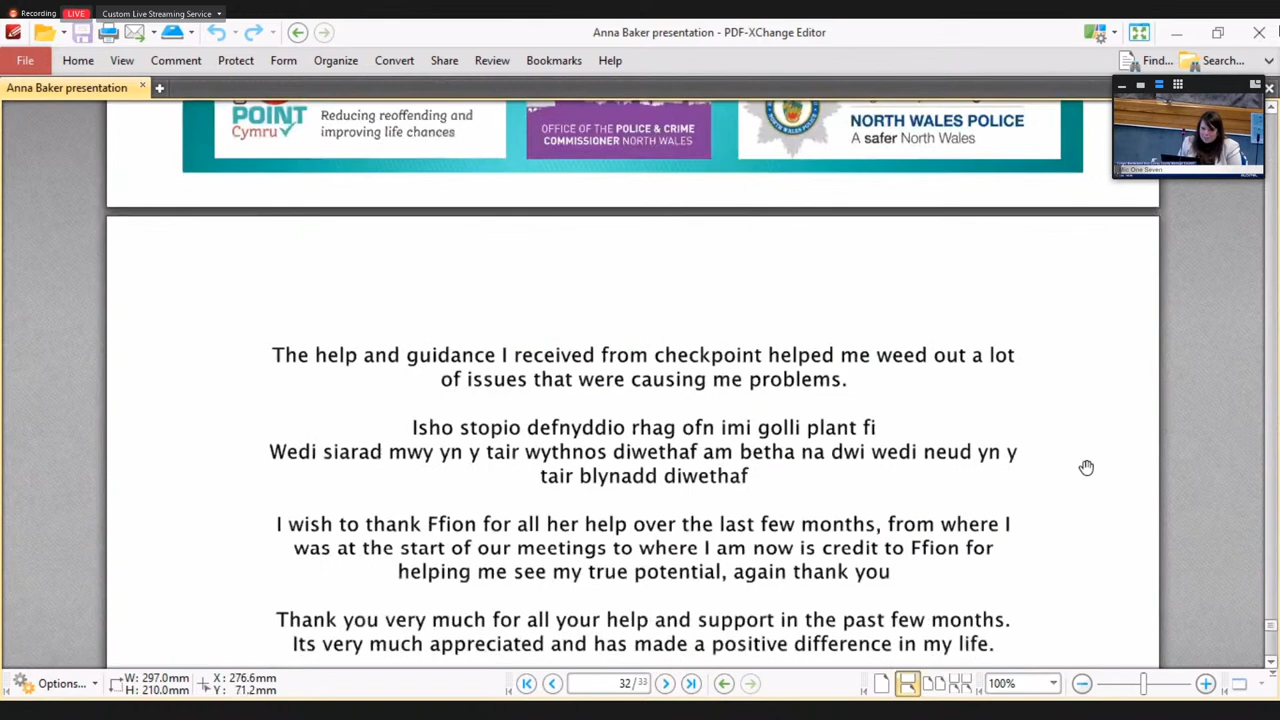 Recording
LIVE
Custom Live Streaming Service
Anna Baker presentation - PDF-XChange Editor
File
Home
View
Comment
Protect
Form
Organize
Convert
Share
Review
Bookmarks
Help
Find...
Search...
Anna Baker presentation
POINT
Cymru
Reducing reoffending and
improving life chances
OFFICE OF THE POLICE & CRIME
COMMISSIONER NORTH WALES
NORTH WALES POLICE
A safer North Wales
Mic One Seven
The help and guidance I received from checkpoint helped me weed out a lot
of issues that were causing me problems.
Isho stopio defnyddio rhag ofn imi golli plant fi
Wedi siarad mwy yn y tair wythnos diwethaf am betha na dwi wedi neud yn y
tair blynadd diwethaf
I wish to thank Ffion for all her help over the last few months, from where I
was at the start of our meetings to where I am now is credit to Ffion for
helping me see my true potential, again thank you
Thank you very much for all your help and support in the past few months.
Its very much appreciated and has made a positive difference in my life.
Options...
W: 297.0mm
H: 210.0mm
X: 276.6mm
Y: 71.2mm
32 / 33
100%